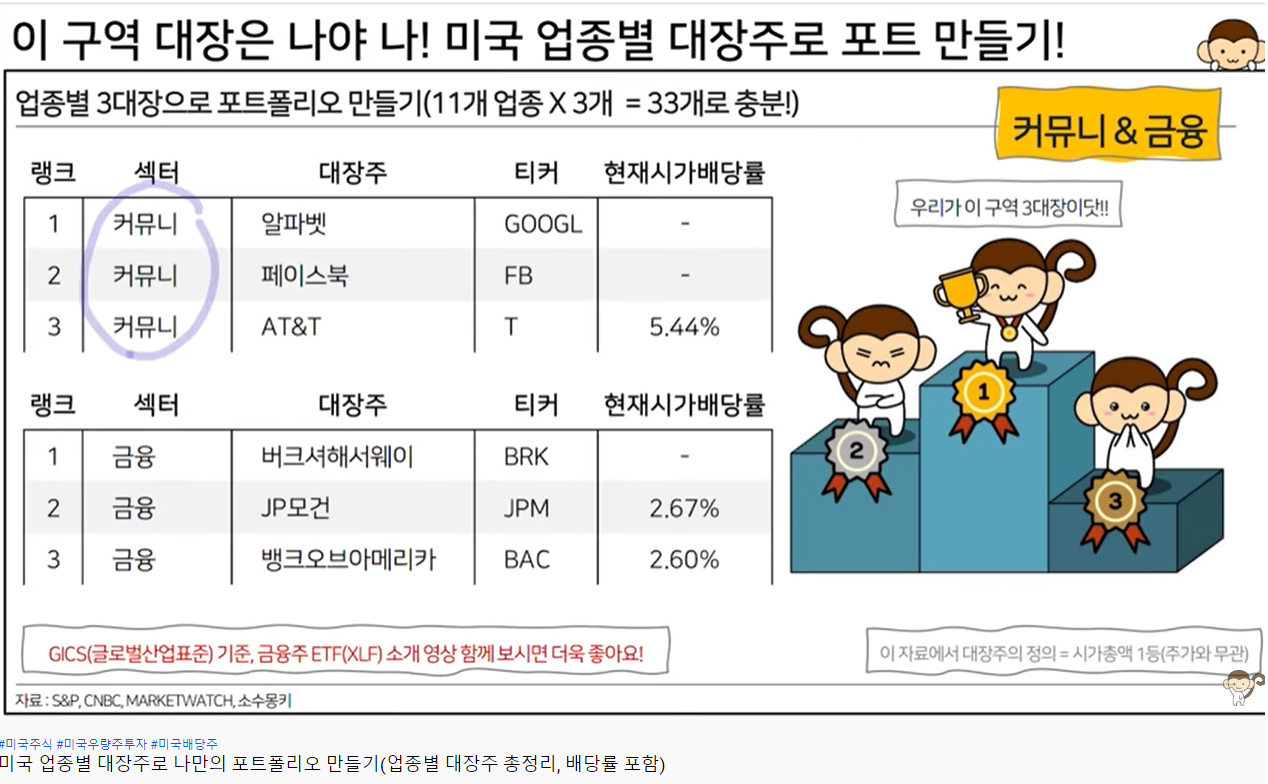 이 구역 대장은 나야 나! 미국 업종별 대장주로 포트 만들기!
업종별 3대장으로 포트폴리오 만들기(11개 업종 X 3개 = 33개로 충분!)
커뮤니 & 금융
랭크 섹터 대장주 티커 현재시가배당률
1 커뮤니 알파벳 GOOGL -
2 커뮤니 페이스북 FB -
3 커뮤니 AT&T T 5.44%
우리가 이 구역 3대장이닷!!
1
2
3
랭크 섹터 대장주 티커 현재시가배당률
1 금융 버크셔해서웨이 BRK -
2 금융 JP모건 JPM 2.67%
3 금융 뱅크오브아메리카 BAC 2.60%
GICS(글로벌산업표준) 기준, 금융주 ETF(XLF) 소개 영상 함께 보시면 더욱 좋아요!
이 자료에서 대장주의 정의 = 시가총액 1등(주가와 무관)
자료 : S&P, CNBC, MARKETWATCH, 소수몽키
#미국주식 #미국우량주투자 #미국배당주
미국 업종별 대장주로 나만의 포트폴리오 만들기(업종별 대장주 총정리, 배당률 포함)